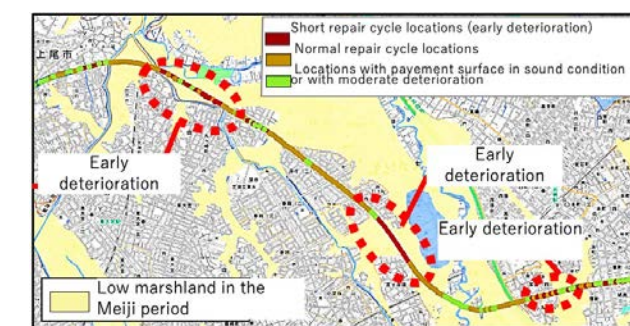 上尾市
Short repair cycle locations (early deterioration)
Normal repair cycle locations
Locations with pavement surface in sound condition
or with moderate deterioration
Early
deterioration
Early
deterioration
Early deterioration
Low marshland in the
Meiji period